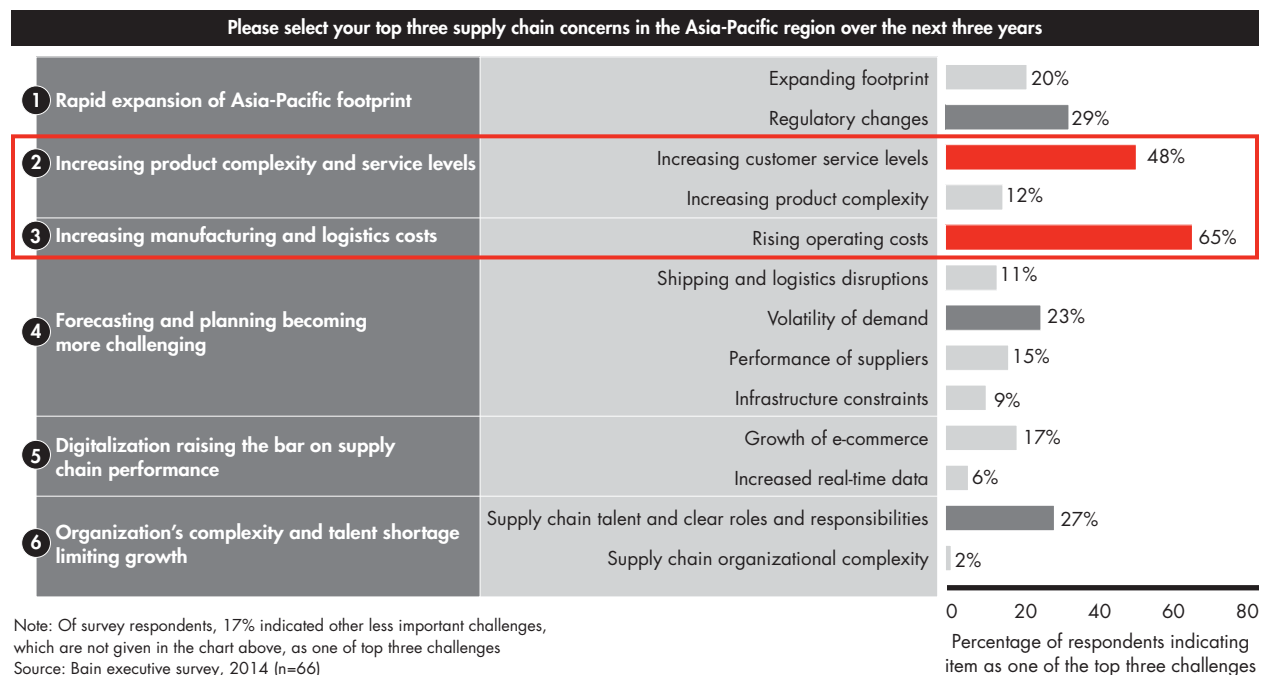 Please select your top three supply chain concerns in the Asia-Pacific region over the next three years
1 Rapid expansion of Asia-Pacific footprint
Expanding footprint 20%
Regulatory changes 29%
2 Increasing product complexity and service levels
Increasing customer service levels 48%
Increasing product complexity 12%
3 Increasing manufacturing and logistics costs
Rising operating costs 65%
4 Forecasting and planning becoming
more challenging
Shipping and logistics disruptions 11%
Volatility of demand 23%
Performance of suppliers 15%
Infrastructure constraints 9%
5 Digitalization raising the bar on supply
chain performance
Growth of e-commerce 17%
Increased real-time data 6%
6 Organization's complexity and talent shortage
limiting growth
Supply chain talent and clear roles and responsibilities 27%
Supply chain organizational complexity 2%
0 20 40 60 80
Percentage of respondents indicating
item as one of the top three challenges
Note: Of survey respondents, 17% indicated other less important challenges,
which are not given in the chart above, as one of top three challenges
Source: Bain executive survey, 2014 (n=66)